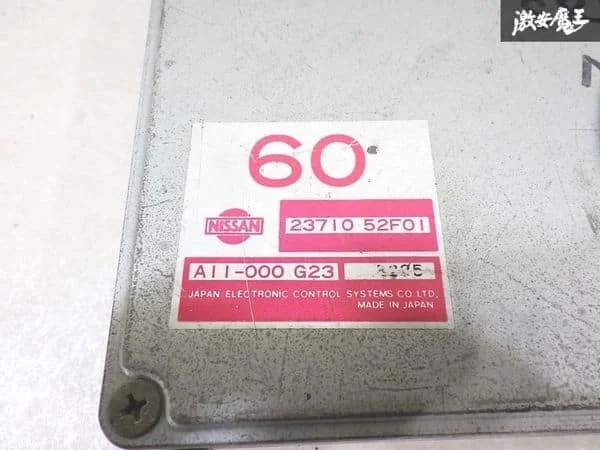 激安魔王
60
NISSAN
23710 52F01
A11-000 G23
JAPAN ELECTRONIC CONTROL SYSTEMS CO LTD.
MADE IN JAPAN